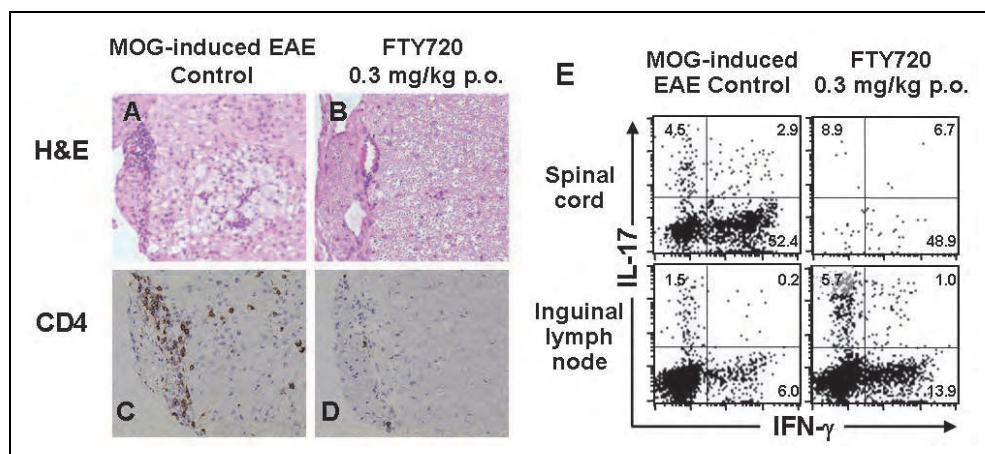 MOG-induced EAE
Control
FTY720
0.3 mg/kg p.o.
H&E
A
B
CD4
C
D
E
MOG-induced
EAE Control
FTY720
0.3 mg/kg p.o.
Spinal
cord
4.5
2.9
52.4
8.9
6.7
48.9
Inguinal
lymph
node
1.5
0.2
6.0
5.7
1.0
13.9
IL-17
IFN-γ